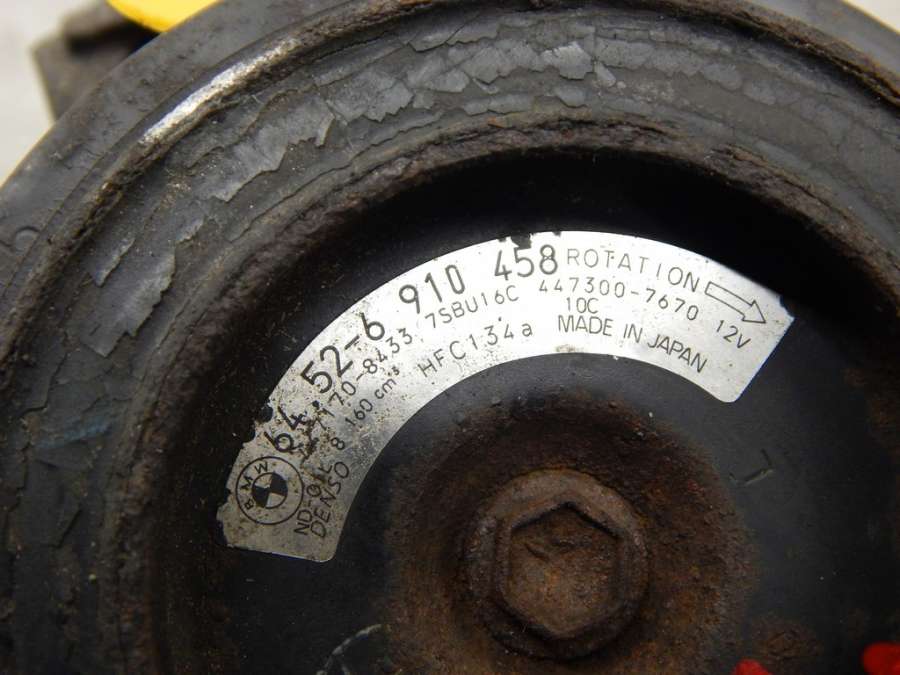 64.52-6 910 458 ROTATION
170-8433 7SBU16C 447300-7670 12V
ND-OIL 8 160 cm³ HFC134a 10C
DENSO MADE IN JAPAN
BMW